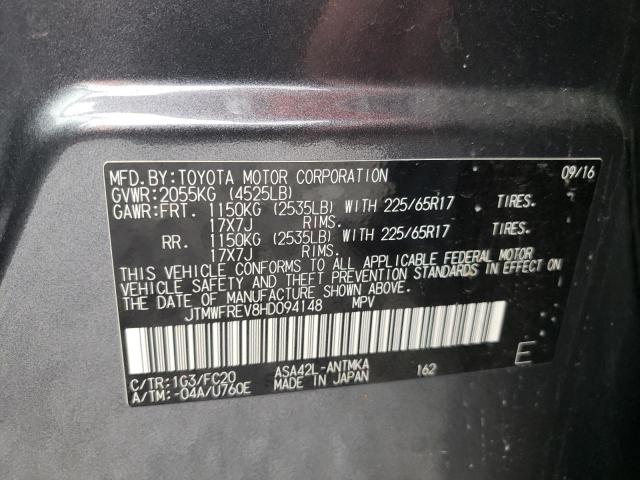 MFD.BY:TOYOTA MOTOR CORPORATION 09/16
GVWR:2055KG (4525LB)
GAWR:FRT. 1150KG (2535LB) WITH 225/65R17 TIRES.
17X7J RIMS.
RR. 1150KG (2535LB) WITH 225/65R17 TIRES.
17X7J RIMS.
THIS VEHICLE CONFORMS TO ALL APPLICABLE FEDERAL MOTOR
VEHICLE SAFETY AND THEFT PREVENTION STANDARDS IN EFFECT ON
THE DATE OF MANUFACTURE SHOWN ABOVE.
JTMWFREV8HD094148 MPV
C/TR:1G3/FC20 ASA42L-ANTMKA 162 E
A/TM:-04A/U760E MADE IN JAPAN